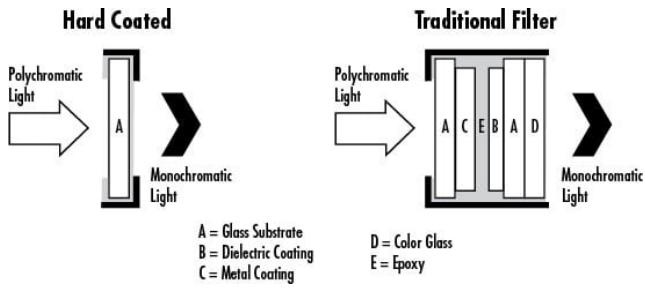 Hard Coated
Polychromatic
Light
A
Monochromatic
Light
Traditional Filter
Polychromatic
Light
A C E B A D
Monochromatic
Light
A = Glass Substrate
B = Dielectric Coating
C = Metal Coating
D = Color Glass
E = Epoxy